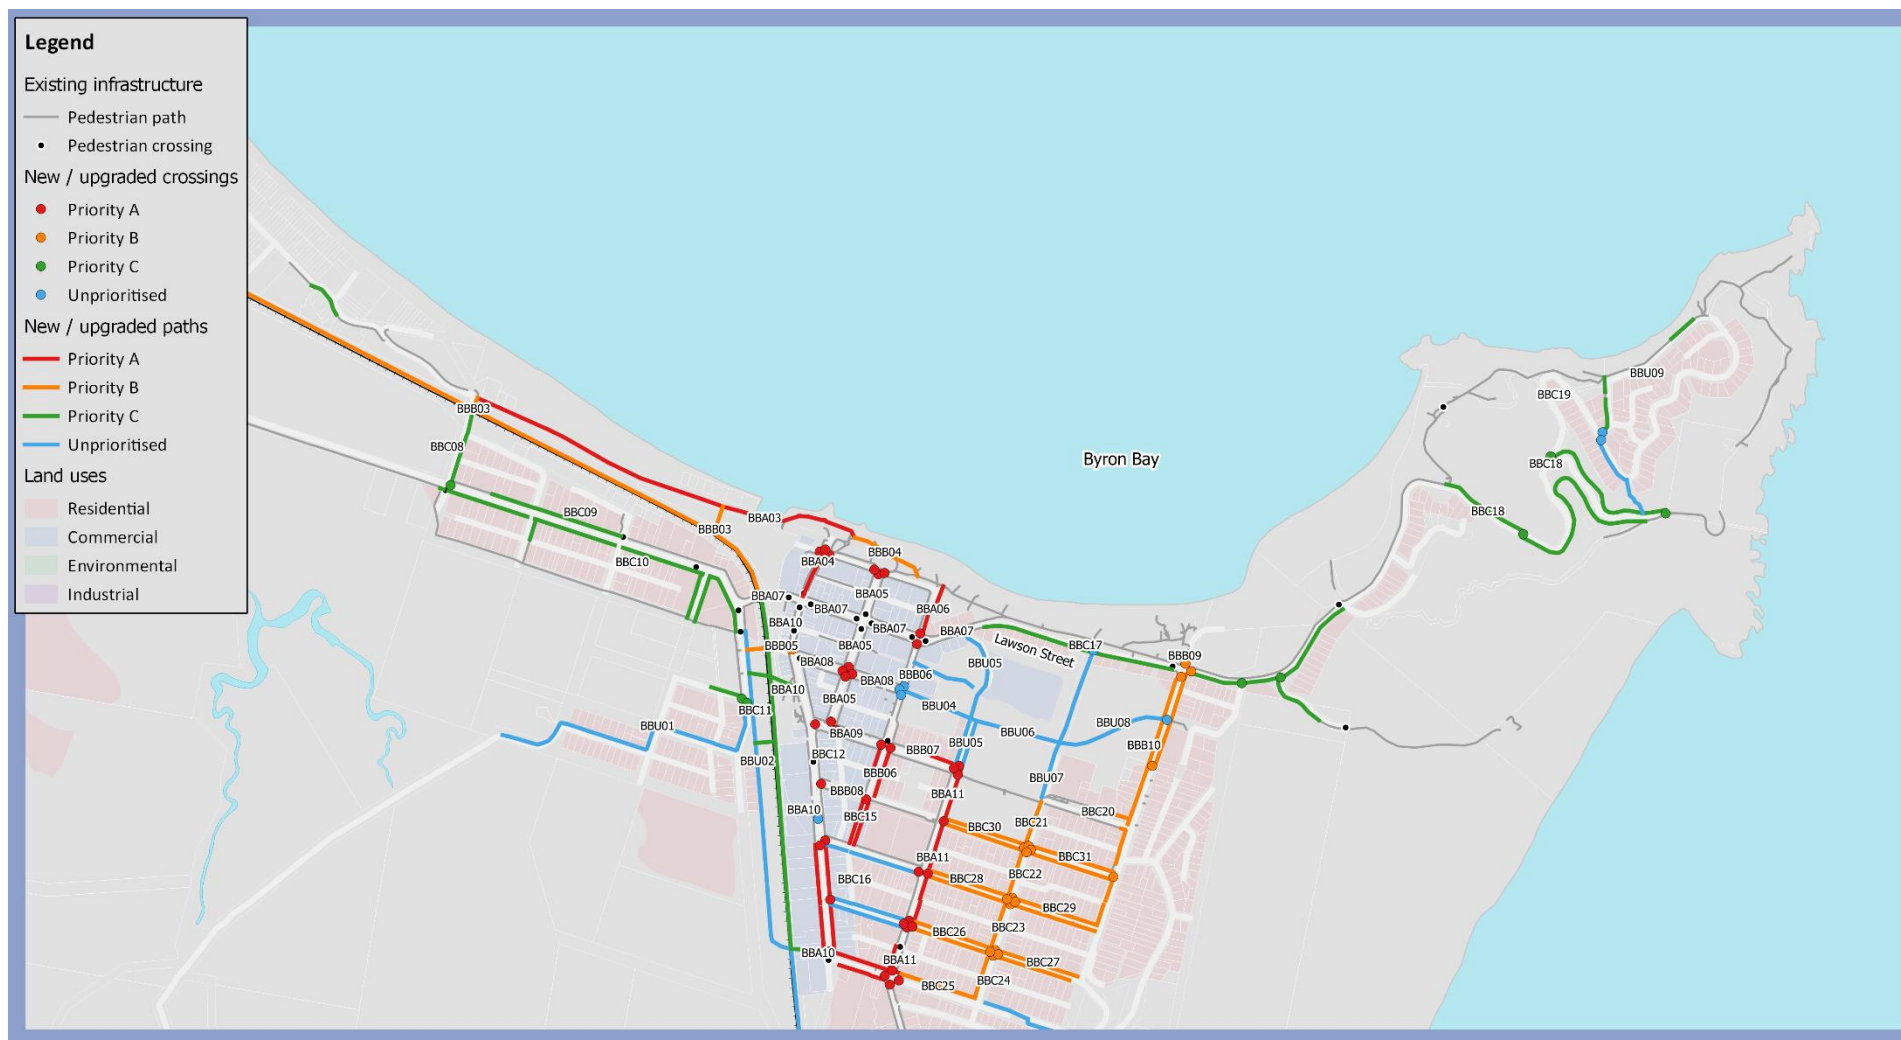 Legend
Existing infrastructure
Pedestrian path
Pedestrian crossing
New / upgraded crossings
Priority A
Priority B
Priority C
Unprioritised
New / upgraded paths
Priority A
Priority B
Priority C
Unprioritised
Land uses
Residential
Commercial
Environmental
Industrial
BBU09
BBC19
BBB03
BBC08
Byron Bay
BBC18
BBC09
BBC18
BBA03
BBB03
BBB04
BBA04
BBC10
BBA05
BBA07
BBA07
BBA06
BBA10
BBA07
BBA07
BBB05
BBA05
Lawson Street
BBC17
BBB09
BBA08
BBU05
BBB06
BBA08
BBA10
BBA05
BBU04
BBC11
BBU01
BBU08
BBA09
BBU06
BBC12
BBB07
BBU05
BBB10
BBU02
BBB06
BBU07
BBB08
BBA11
BBA10
BBC15
BBC20
BBC21
BBC30
BBA11
BBC31
BBC16
BBC28
BBC22
BBC29
BBC23
BBC26
BBA10
BBA11
BBC27
BBC24
BBC25